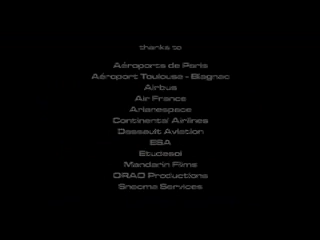 thanks to
Aéroports de Paris
Aéroport Toulouse - Blagnac
Airbus
Air France
Arianespace
Continental Airlines
Dassault Aviation
ESA
Etudesol
Mandarin Films
ORAO Productions
Snecma Services